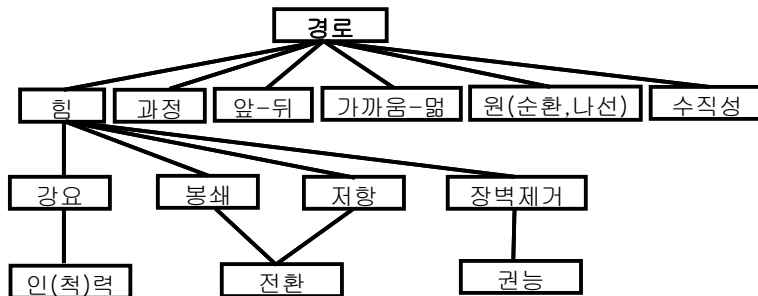 경로
힘 과정 앞-뒤 가까움-멂 원(순환,나선) 수직성
강요 봉쇄 저항 장벽제거
인(척)력 전환 권능